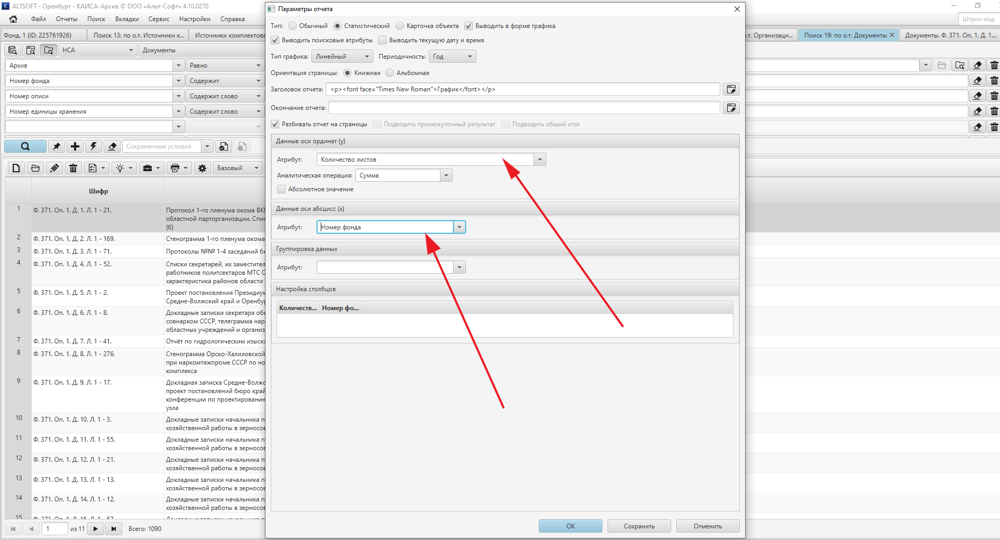 ALTSOFT - Оренбург - КАИСА-Архив © ООО «Альт-Софт» 4.10.0270
Файл Отчеты Поиск Вкладки Сервис Настройки Справка
Штрих-код
Фонд. 1 (ID: 225761926)
Поиск 13: по о.т. Источники к...
Источники комплектова
.т. Организаци...
Поиск 19: по о.т. Документы
Документы. Ф. 371. Оп. 1. Д. 1....
НСА
Документы
Архив
Равно
Номер фонда
Содержит
Номер описи
Содержит слово
Номер единицы хранения
Содержит слово
Сохраненные условия
Базовый
Шифр
1
Ф. 371. Оп. 1. Д. 1. Л. 1 - 21.
Протокол 1-го пленума окома ВКП
областной парторганизации. Спис
(б)
2
Ф. 371. Оп. 1. Д. 2. Л. 1 - 169.
Стенограмма 1-го пленума окома
3
Ф. 371. Оп. 1. Д. 3. Л. 1 - 71.
Протоколы №№ 1-4 заседаний бю
4
Ф. 371. Оп. 1. Д. 4. Л. 1 - 52.
Списки секретарей, их заместител
работников политсектаров МТС С
характеристика районов области
5
Ф. 371. Оп. 1. Д. 5. Л. 1 - 2.
Проект постановления Президиум
Средне-Волжский край и Оренбур
6
Ф. 371. Оп. 1. Д. 6. Л. 1 - 8.
Докладные записки секретаря обк
совнарком СССР, телеграмма нар
областных учреждений и организ
7
Ф. 371. Оп. 1. Д. 7. Л. 1 - 41.
Отчёт по гидрологическим изыска
8
Ф. 371. Оп. 1. Д. 8. Л. 1 - 276.
Стенограмма Орско-Халиловской
при наркомтяжпроме СССР по но
комплекса
9
Ф. 371. Оп. 1. Д. 9. Л. 1 - 17.
Докладная записка Средне-Волжс
проект постановлений бюро край
конференции по проектированию
узла
10
Ф. 371. Оп. 1. Д. 10. Л. 1 - 3.
Докладные записки начальника п
хозяйственной работы в зерносов
11
Ф. 371. Оп. 1. Д. 11. Л. 1 - 55.
Докладные записки начальника п
хозяйственной работы в зерносов
12
Ф. 371. Оп. 1. Д. 12. Л. 1 - 21.
Докладные записки начальника п
хозяйственной работы в зерносов
13
Ф. 371. Оп. 1. Д. 13. Л. 1 - 13.
Докладные записки начальника п
хозяйственной работы в зерносов
14
Ф. 371. Оп. 1. Д. 14. Л. 1 - 12.
Докладные записки начальника п
хозяйственной работы в зерносов
15
1 из 11
Всего: 1090
Параметры отчета
Тип: Обычный Статистический Карточка объекта Выводить в форме графика
Выводить поисковые атрибуты Выводить текущую дату и время
Тип графика: Линейный Периодичность: Год
Ориентация страницы: Книжная Альбомная
Заголовок отчета: <p><font face="Times New Roman">График</font></p>
Окончание отчета:
Разбивать отчет на страницы Подводить промежуточный результат Подводить общий итог
Данные оси ординат (y)
Атрибут: Количество листов
Аналитическая операция: Сумма
Абсолютное значение
Данные оси абсцисс (x)
Атрибут: Номер фонда
Группировка данных
Атрибут:
Настройка столбцов
Количеств... Номер фо...
ОК Сохранить Отменить